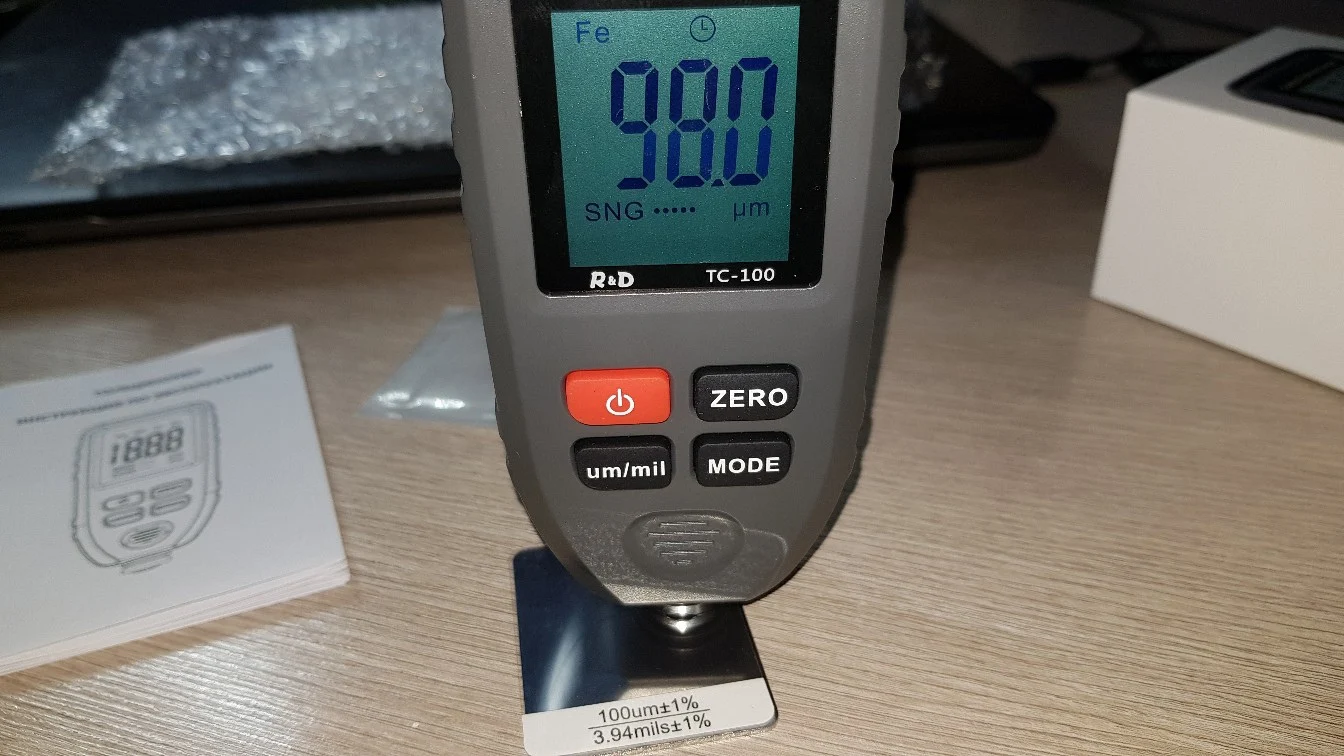 Fe
98.0
SNG ····· µm
R&D TC-100
ZERO
um/mil MODE
1888
100um±1%
3.94mils±1%